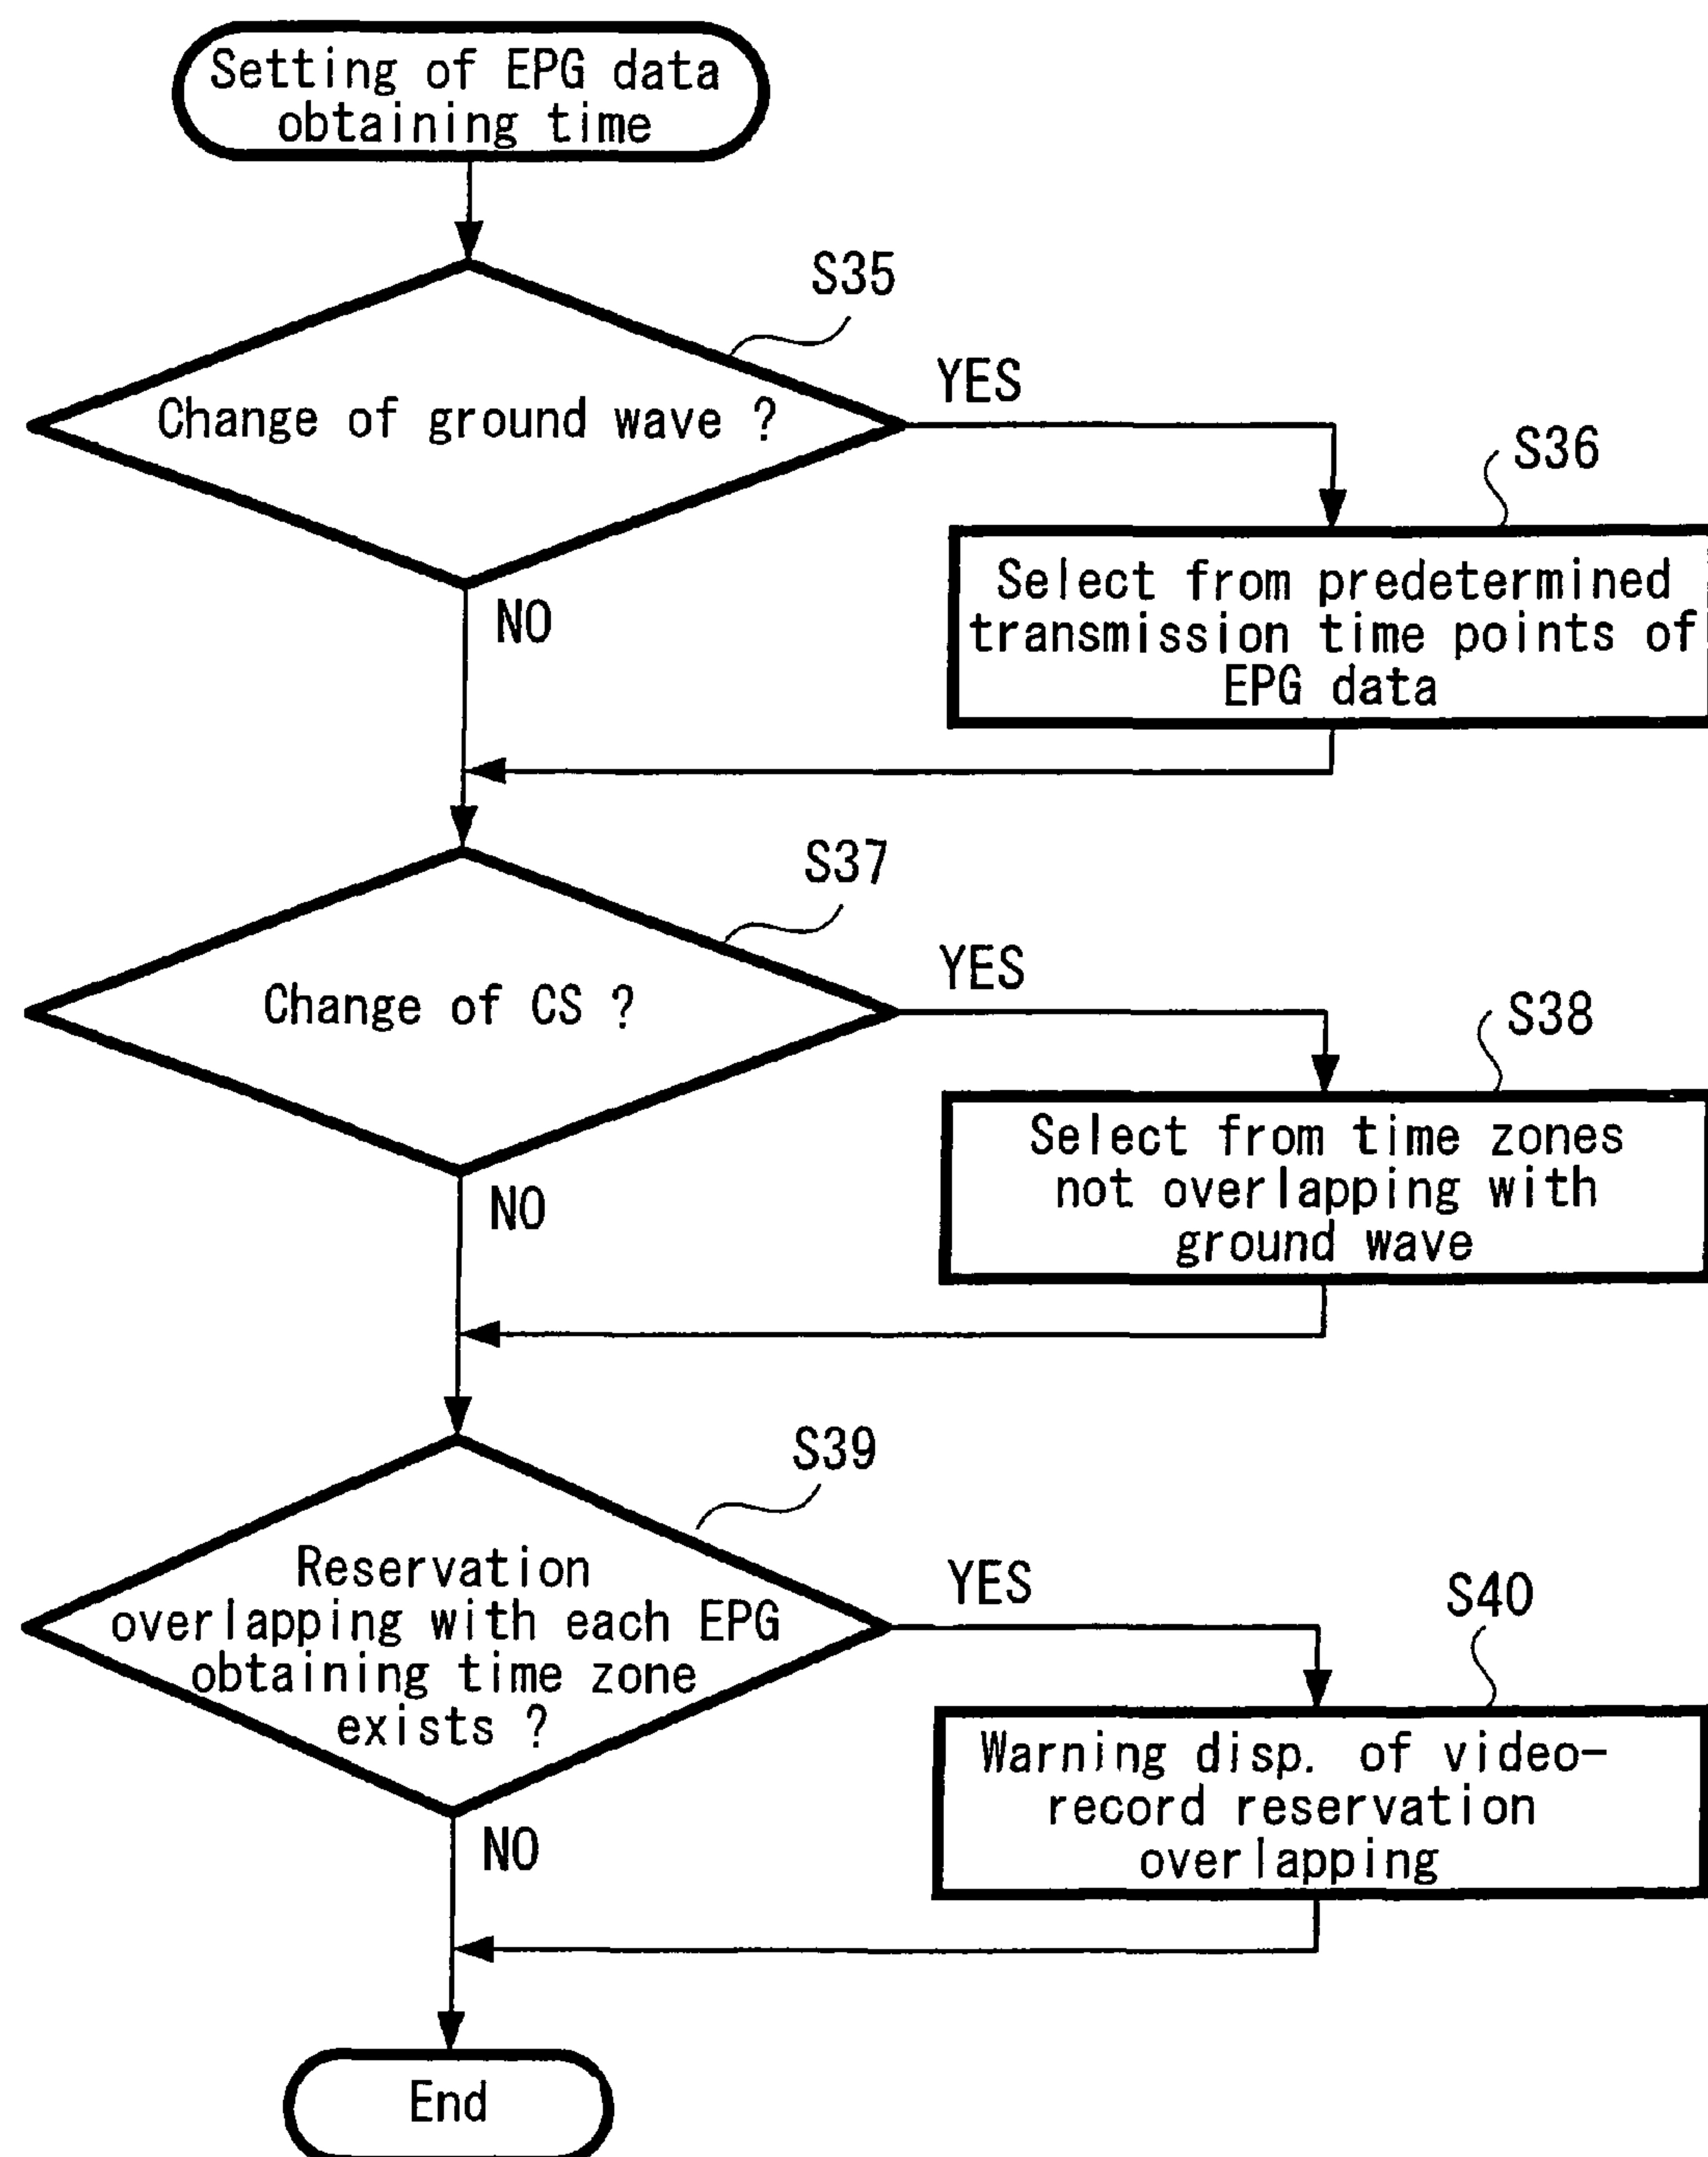 Setting of EPG data
obtaining time
S35
Change of ground wave ?
YES
NO
S36
Select from predetermined
transmission time points of
EPG data
S37
Change of CS ?
YES
NO
S38
Select from time zones
not overlapping with
ground wave
S39
Reservation
overlapping with each EPG
obtaining time zone
exists ?
YES
NO
S40
Warning disp. of video-
record reservation
overlapping
End